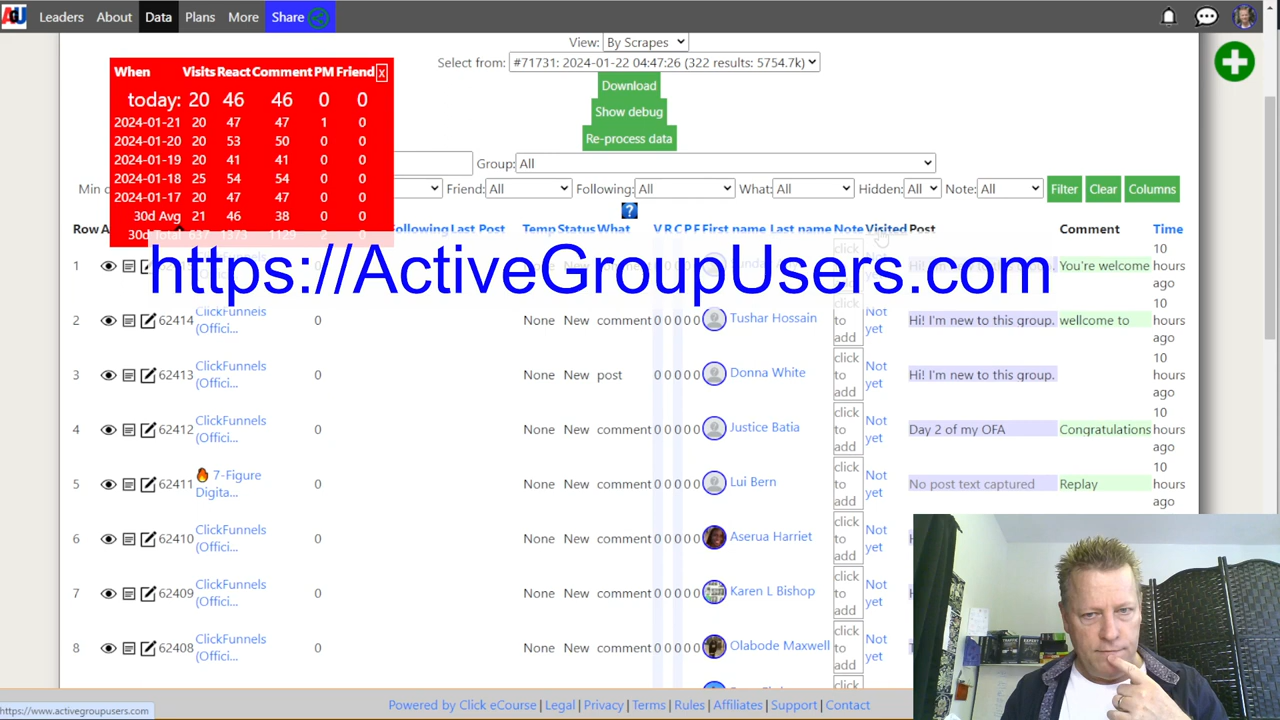 AGU Leaders About Data Plans More Share
View: By Scrapes
Select from: #71731: 2024-01-22 04:47:26 (322 results: 5754.7k)
Download
Show debug
Re-process data
When Visits React Comment PM Friend x
today: 20 46 46 0 0
2024-01-21 20 47 47 1 0
2024-01-20 20 53 50 0 0
2024-01-19 20 41 41 0 0
2024-01-18 25 54 54 0 0
2024-01-17 20 47 47 0 0
30d Avg 21 46 38 0 0
30d Total 637 1373 1129 2 0
Group: All
Min Friend: All Following: All What: All Hidden: All Note: All Filter Clear Columns
?
Row Following Last Post Temp Status What V R C P F First name Last name Note Visited Post Comment Time
https://ActiveGroupUsers.com
1 You're welcome 10 hours ago
2 62414 ClickFunnels (Offici... 0 None New comment 0 0 0 0 0 Tushar Hossain click to add Not yet Hi! I'm new to this group. wellcome to 10 hours ago
3 62413 ClickFunnels (Offici... 0 None New post 0 0 0 0 0 Donna White click to add Not yet Hi! I'm new to this group. 10 hours ago
4 62412 ClickFunnels (Offici... 0 None New comment 0 0 0 0 0 Justice Batia click to add Not yet Day 2 of my OFA Congratulations 10 hours ago
5 62411 7-Figure Digita... 0 None New comment 0 0 0 0 0 Lui Bern click to add Not yet No post text captured Replay 10 hours ago
6 62410 ClickFunnels (Offici... 0 None New comment 0 0 0 0 0 Aserua Harriet click to add Not yet
7 62409 ClickFunnels (Offici... 0 None New comment 0 0 0 0 0 Karen L Bishop click to add Not yet
8 62408 ClickFunnels (Offici... 0 None New comment 0 0 0 0 0 Olabode Maxwell click to add Not yet
Powered by Click eCourse | Legal | Privacy | Terms | Rules | Affiliates | Support | Contact
https://www.activegroupusers.com